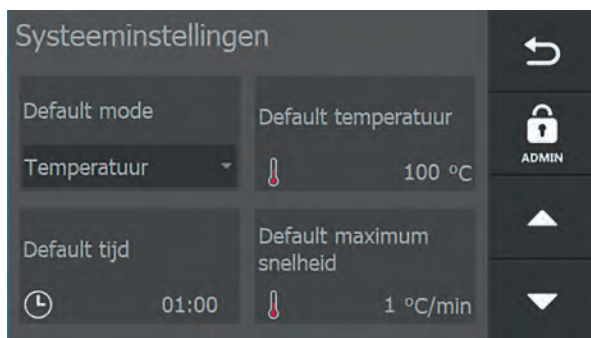 Systeeminstellingen
Default mode
Temperatuur
Default temperatuur
100 °C
ADMIN
Default tijd
01:00
Default maximum
snelheid
1 °C/min